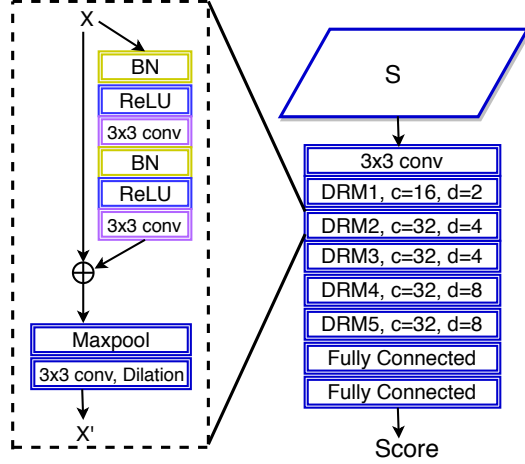 X
BN
ReLU
3x3 conv
BN
ReLU
3x3 conv
Maxpool
3x3 conv, Dilation
X'
S
3x3 conv
DRM1, c=16, d=2
DRM2, c=32, d=4
DRM3, c=32, d=4
DRM4, c=32, d=8
DRM5, c=32, d=8
Fully Connected
Fully Connected
Score